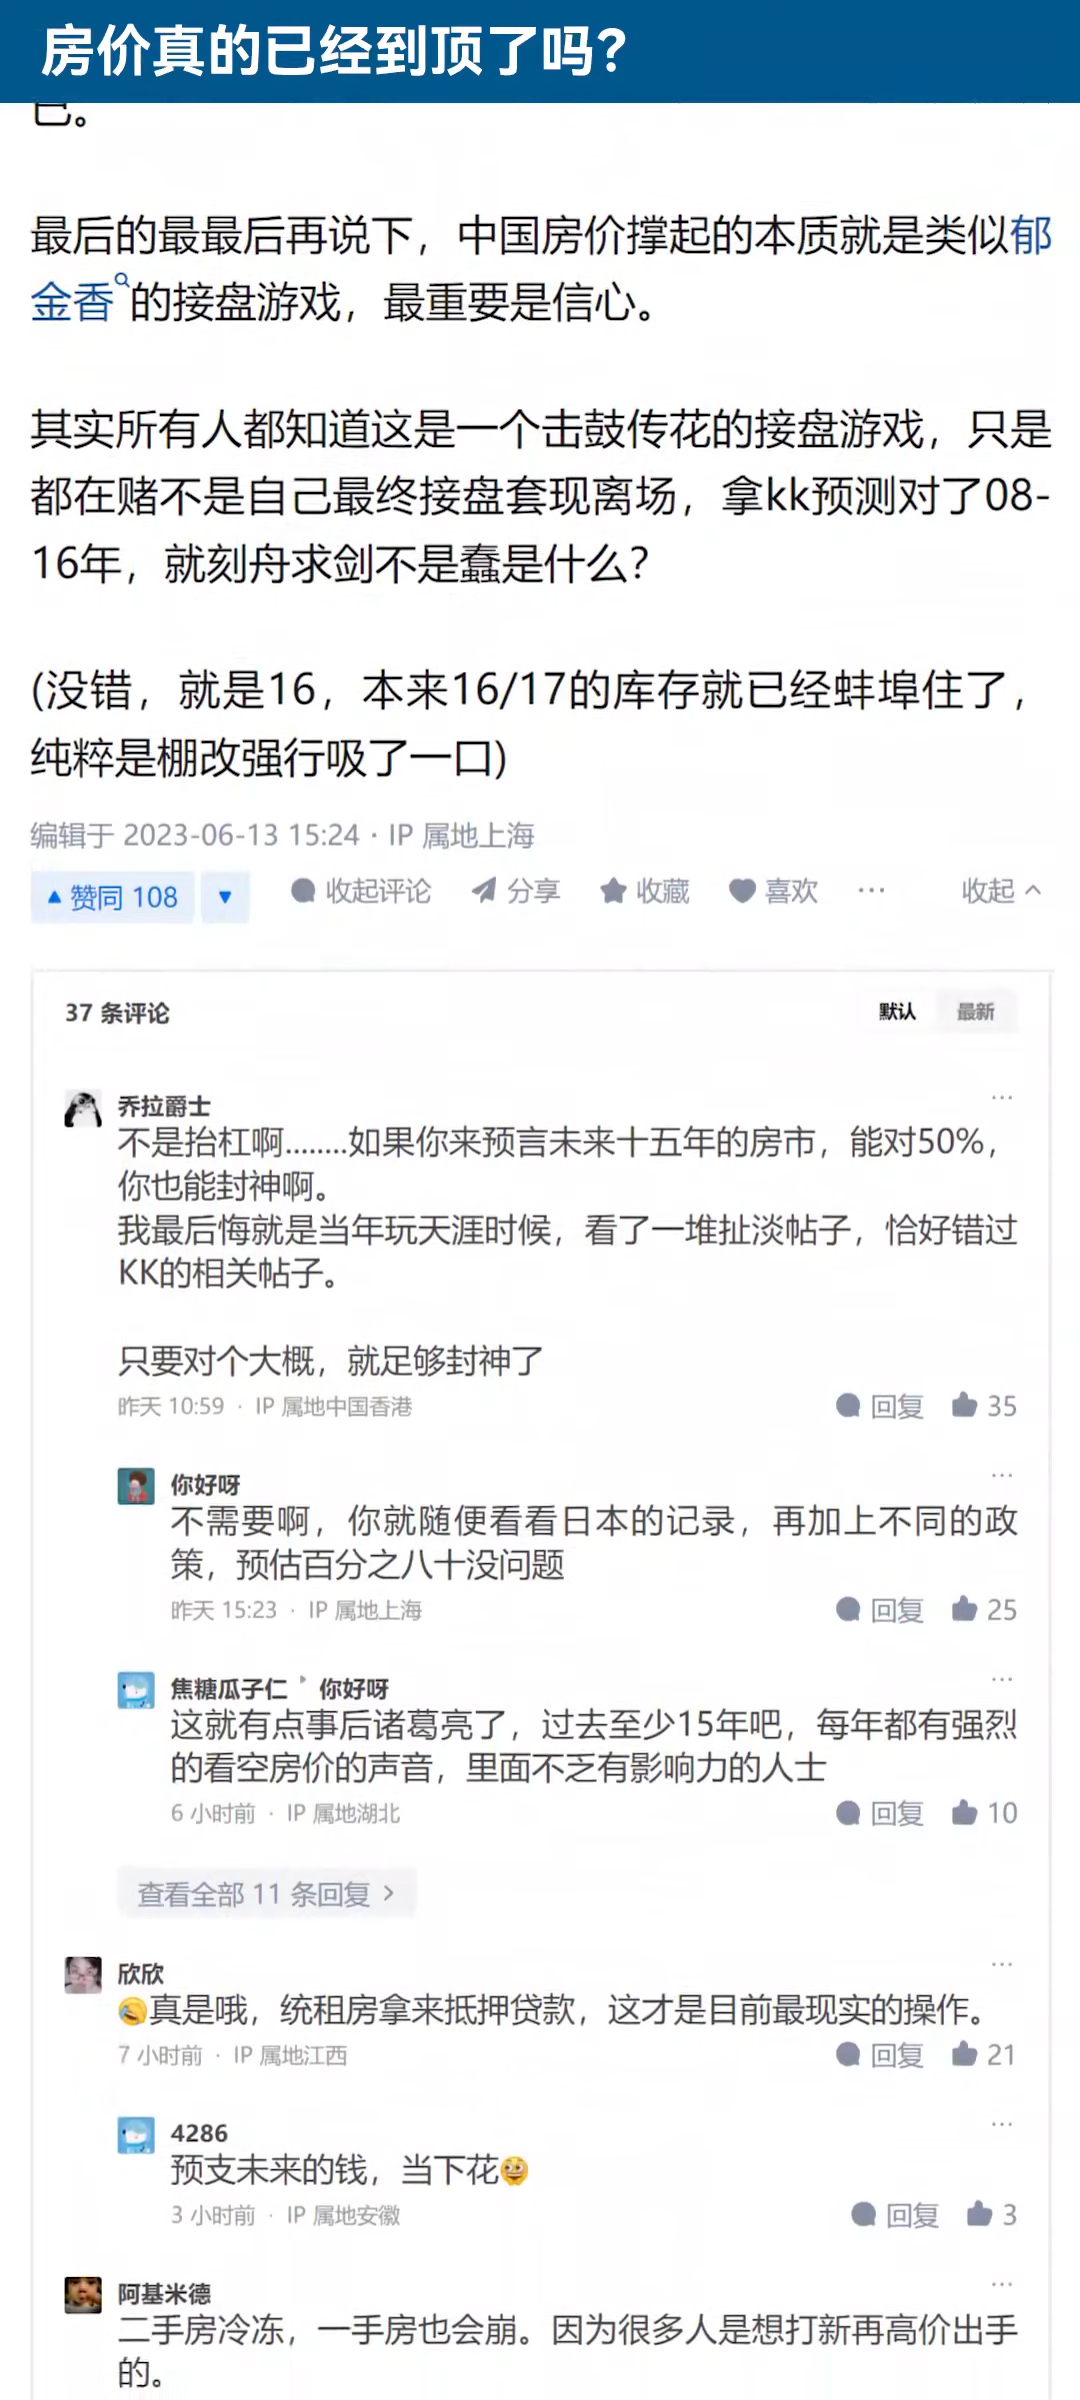 房价真的已经到顶了吗?
已。
最后的最最后再说下，中国房价撑起的本质就是类似郁
金香的接盘游戏，最重要是信心。
其实所有人都知道这是一个击鼓传花的接盘游戏，只是
都在赌不是自己最终接盘套现离场，拿kk预测对了08-
16年，就刻舟求剑不是蠢是什么?
(没错，就是16，本来16/17的库存就已经蚌埠住了，
纯粹是棚改强行吸了一口)
编辑于 2023-06-13 15:24 · IP 属地上海
▲ 赞同 108 ▼ 收起评论 分享 收藏 喜欢 ··· 收起
37 条评论 默认 最新
乔拉爵士 ···
不是抬杠啊........如果你来预言未来十五年的房市，能对50%，
你也能封神啊。
我最后悔就是当年玩天涯时候，看了一堆扯淡帖子，恰好错过
KK的相关帖子。
只要对个大概，就足够封神了
昨天 10:59 · IP 属地中国香港 回复 35
你好呀 ···
不需要啊，你就随便看看日本的记录，再加上不同的政
策，预估百分之八十没问题
昨天 15:23 · IP 属地上海 回复 25
焦糖瓜子仁 ▸ 你好呀 ···
这就有点事后诸葛亮了，过去至少15年吧，每年都有强烈
的看空房价的声音，里面不乏有影响力的人士
6 小时前 · IP 属地湖北 回复 10
查看全部 11 条回复 >
欣欣 ···
🤣真是哦，统租房拿来抵押贷款，这才是目前最现实的操作。
7 小时前 · IP 属地江西 回复 21
4286 ···
预支未来的钱，当下花😀
3 小时前 · IP 属地安徽 回复 3
阿基米德 ···
二手房冷冻，一手房也会崩。因为很多人是想打新再高价出手
的。